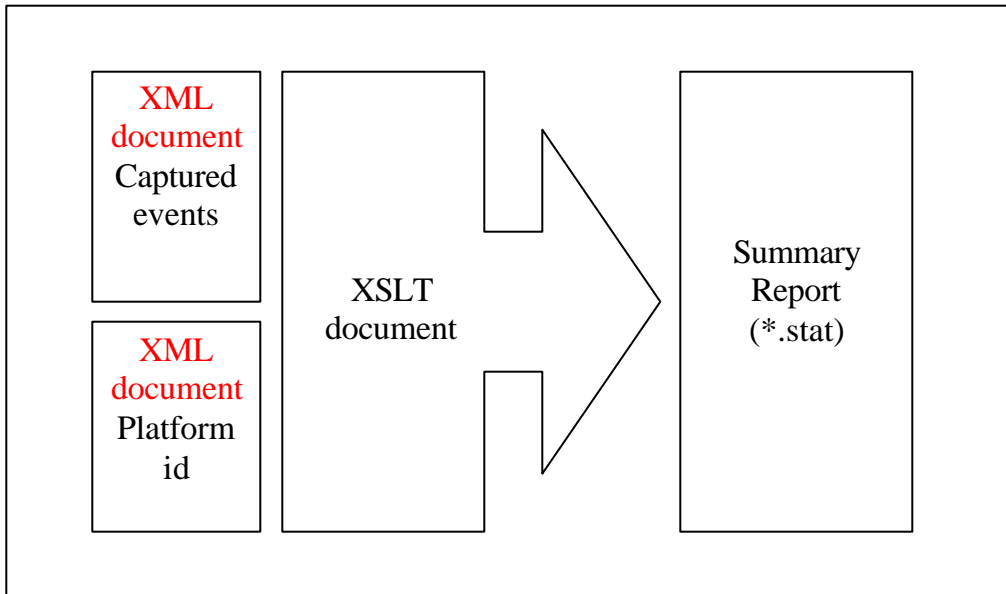 XML
document
Captured
events
XML
document
Platform
id
XSLT
document
Summary
Report
(*.stat)